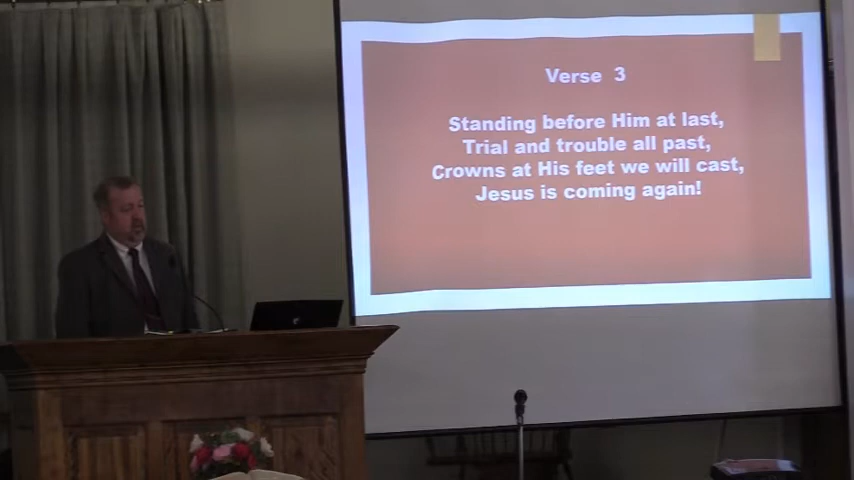 Verse 3
Standing before Him at last,
Trial and trouble all past,
Crowns at His feet we will cast,
Jesus is coming again!